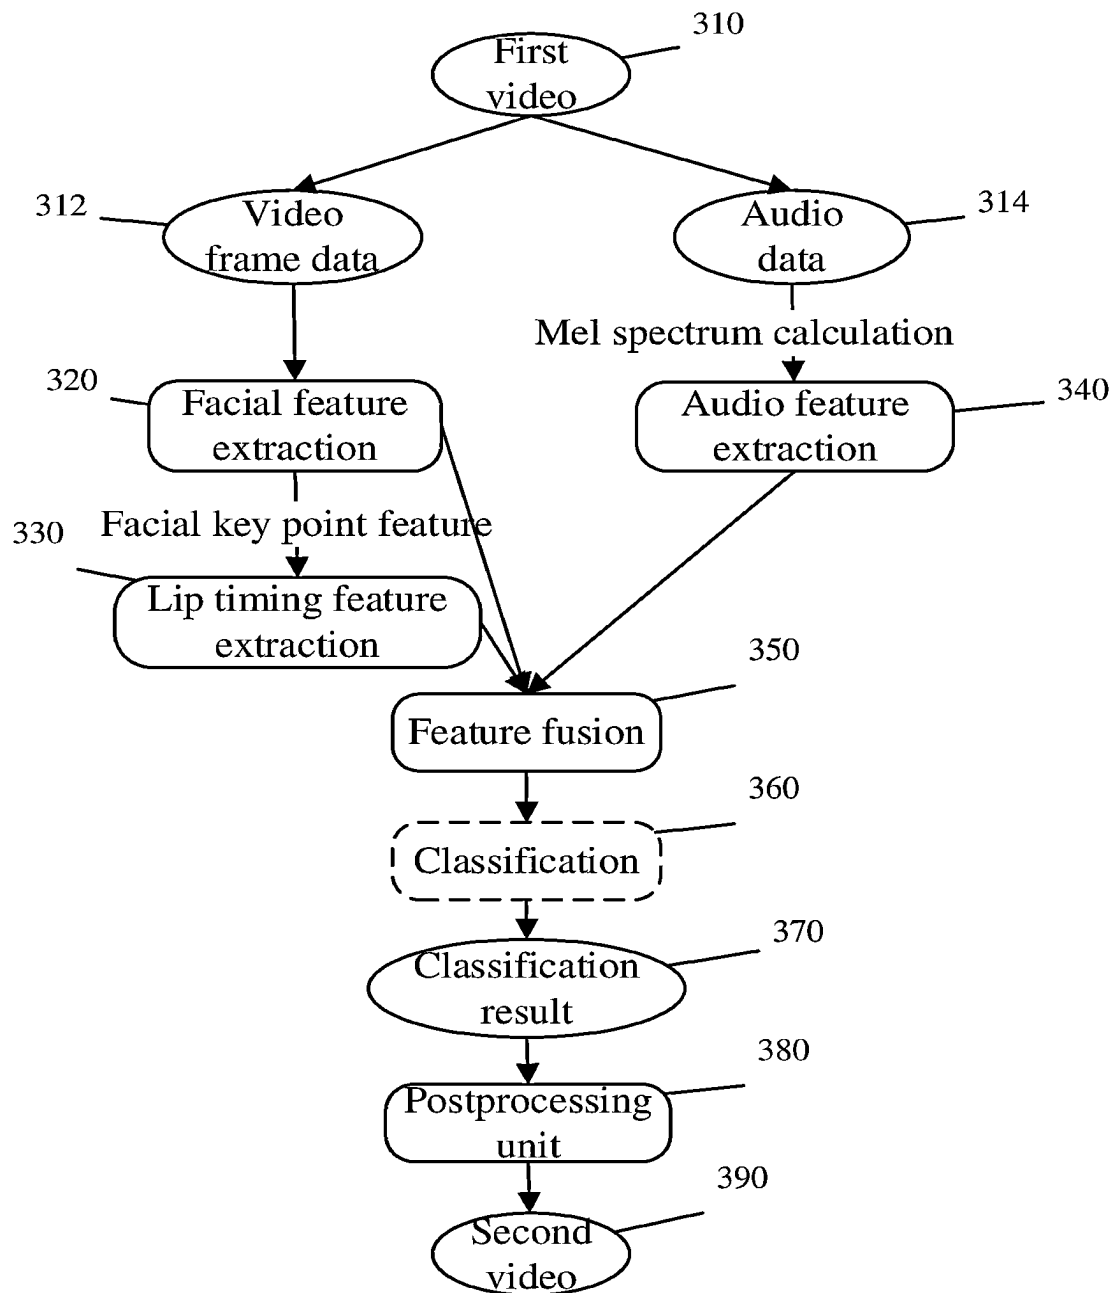 310
First
video
312
Video
frame data
Audio
data
314
Mel spectrum calculation
320
Facial feature
extraction
Audio feature
extraction
340
330
Facial key point feature
Lip timing feature
extraction
350
Feature fusion
360
Classification
370
Classification
result
380
Postprocessing
unit
390
Second
video